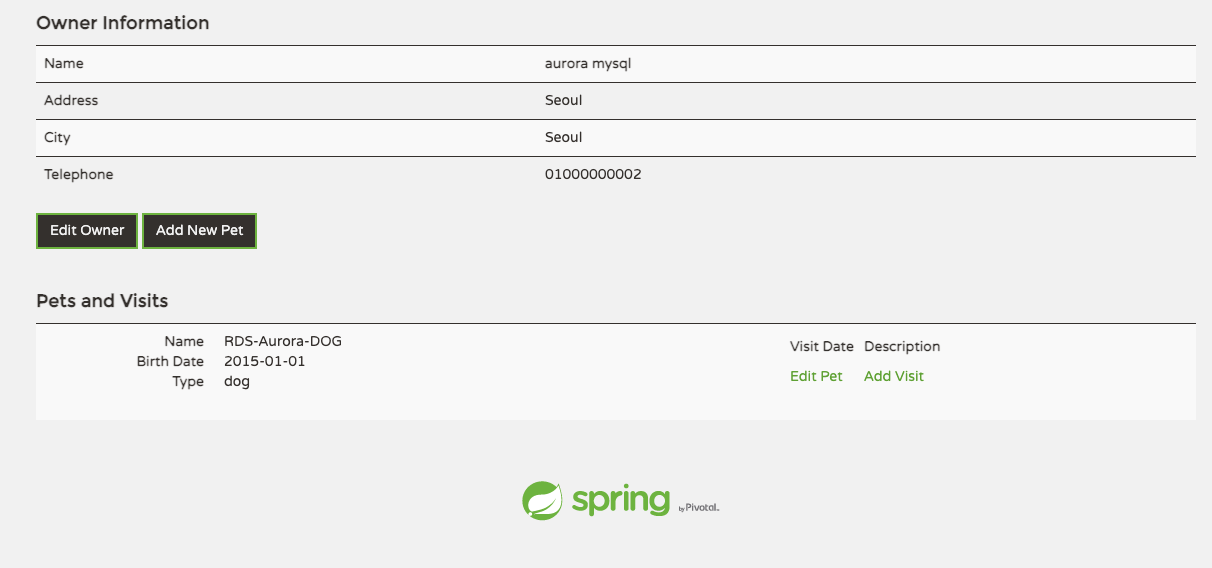 Owner Information
Name aurora mysql
Address Seoul
City Seoul
Telephone 01000000002
Edit Owner Add New Pet
Pets and Visits
Name RDS-Aurora-DOG
Birth Date 2015-01-01
Type dog
Visit Date Description
Edit Pet Add Visit
spring by Pivotal.